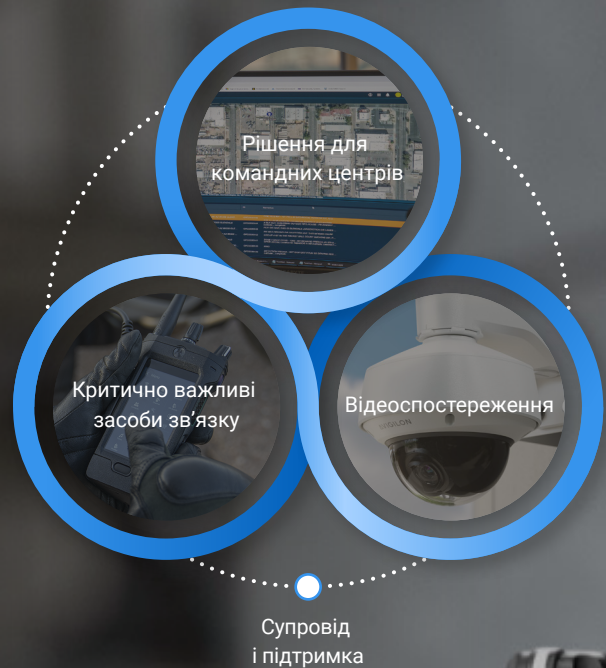 Рішення для
командних центрів
Критично важливі
засоби зв’язку
Відеоспостереження
Супровід
і підтримка